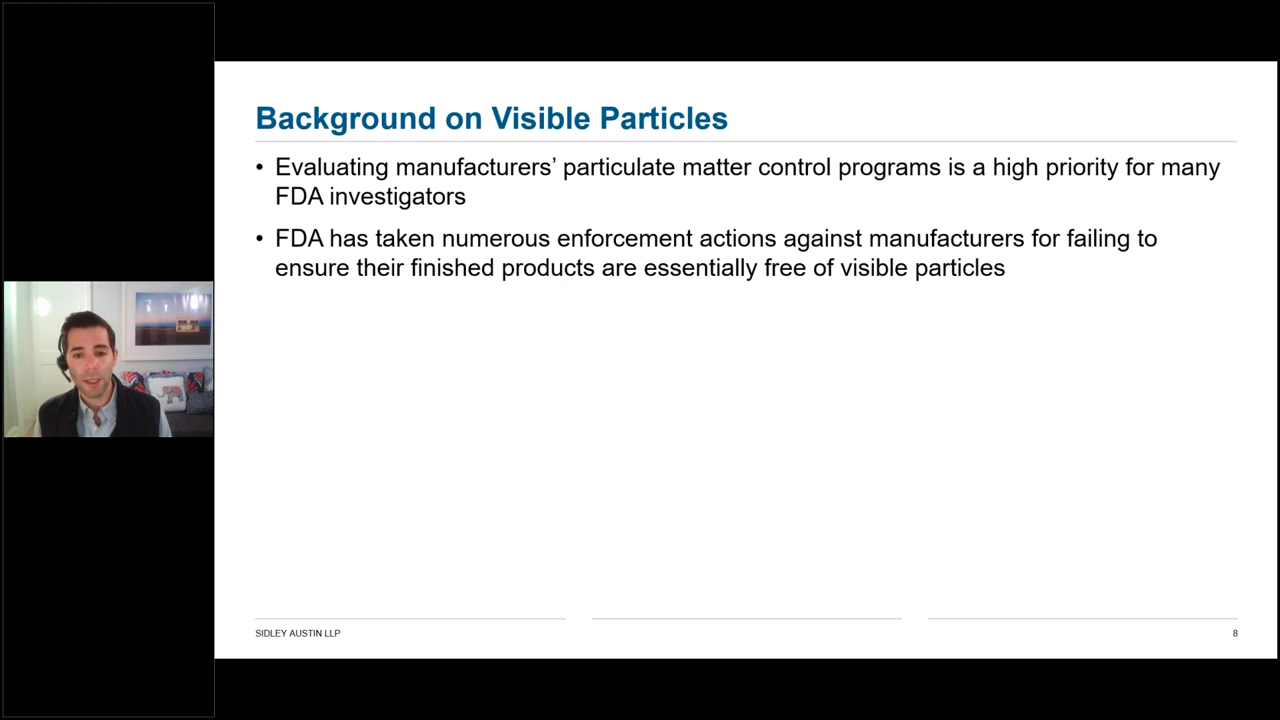 Background on Visible Particles
• Evaluating manufacturers’ particulate matter control programs is a high priority for many
FDA investigators
• FDA has taken numerous enforcement actions against manufacturers for failing to
ensure their finished products are essentially free of visible particles
SIDLEY AUSTIN LLP
8